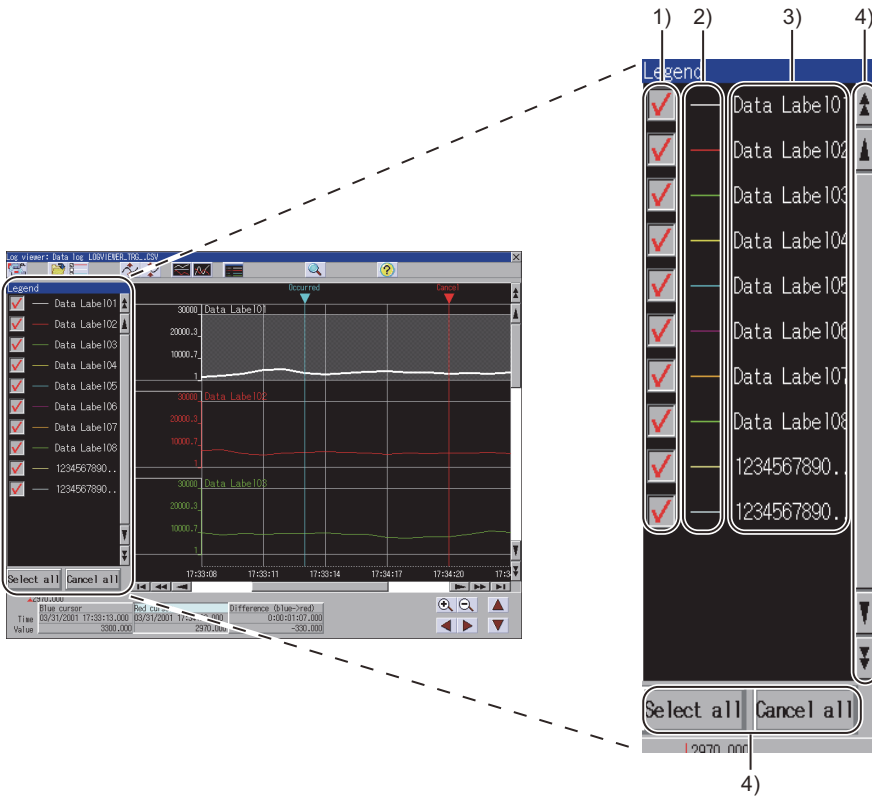 1) 2) 3) 4)
Legend
Data Label01
Data Label02
Data Label03
Data Label04
Data Label05
Data Label06
Data Label07
Data Label08
1234567890..
1234567890..
Select all Cancel all
2970.000
4)
Log viewer: Data log LOGVIEWER_TRG_..CSV
Legend
Data Label01
Data Label02
Data Label03
Data Label04
Data Label05
Data Label06
Data Label07
Data Label08
1234567890..
1234567890..
Select all Cancel all
Occurred Cancel
30000 Data Label01
20000.3
10000.7
1
30000 Data Label02
20000.3
10000.7
1
30000 Data Label03
20000.3
10000.7
1
17:33:08 17:33:11 17:33:14 17:34:17 17:34:20 17:3
2970.000
Blue cursor Red Difference (blue->red)
Time 03/31/2001 17:33:13.000 03/31/2001 0:00:01:07.000
Value 3300.000 2970.000 -330.000